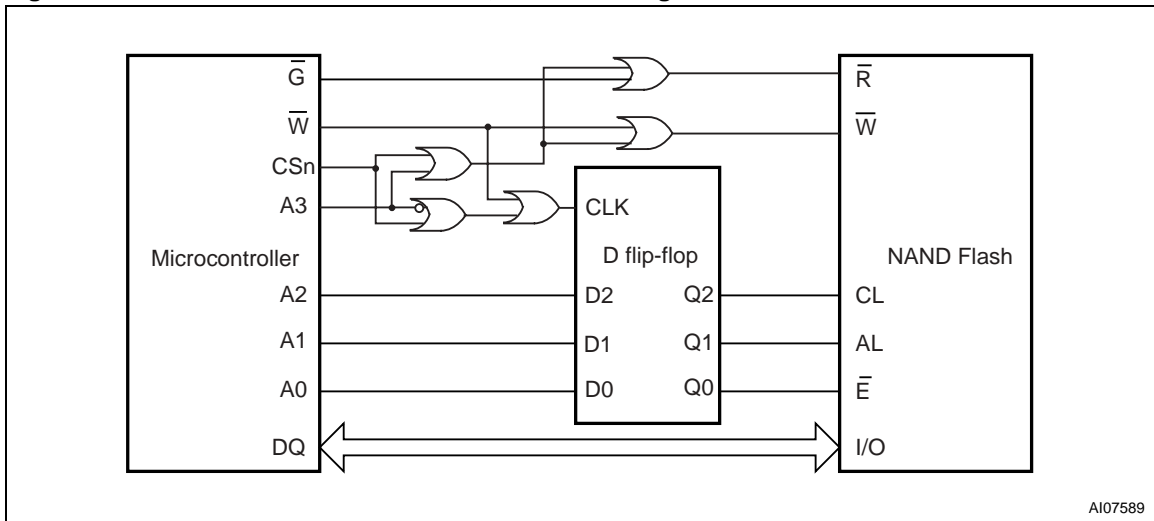 G̅
W̅
CSn
A3
Microcontroller
A2
A1
A0
DQ
CLK
D flip-flop
D2 Q2
D1 Q1
D0 Q0
R̅
W̅
NAND Flash
CL
AL
E̅
I/O
AI07589